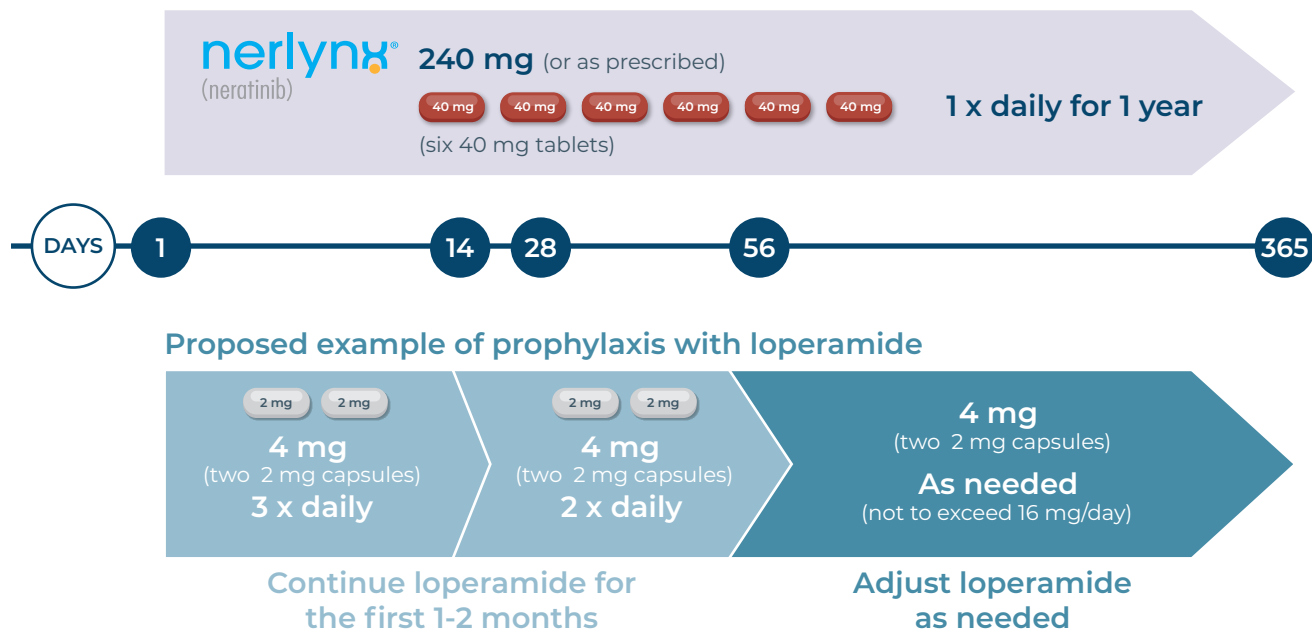 nerlynx®
(neratinib)
240 mg (or as prescribed)
40 mg 40 mg 40 mg 40 mg 40 mg 40 mg
(six 40 mg tablets)
1 x daily for 1 year
DAYS 1 14 28 56 365
Proposed example of prophylaxis with loperamide
2 mg 2 mg
4 mg
(two 2 mg capsules)
3 x daily
2 mg 2 mg
4 mg
(two 2 mg capsules)
2 x daily
4 mg
(two 2 mg capsules)
As needed
(not to exceed 16 mg/day)
Continue loperamide for
the first 1-2 months
Adjust loperamide
as needed